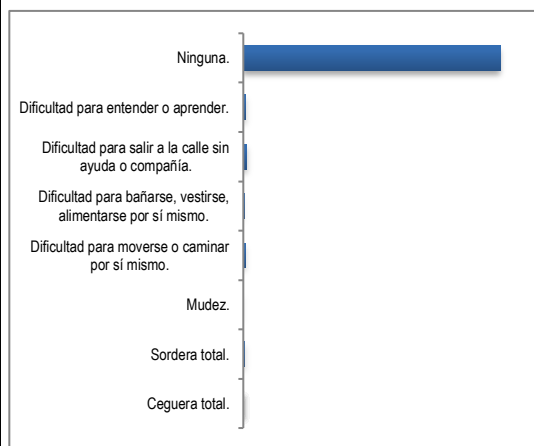 Ninguna.
Dificultad para entender o aprender.
Dificultad para salir a la calle sin
ayuda o compañía.
Dificultad para bañarse, vestirse,
alimentarse por sí mismo.
Dificultad para moverse o caminar
por sí mismo.
Mudez.
Sordera total.
Ceguera total.